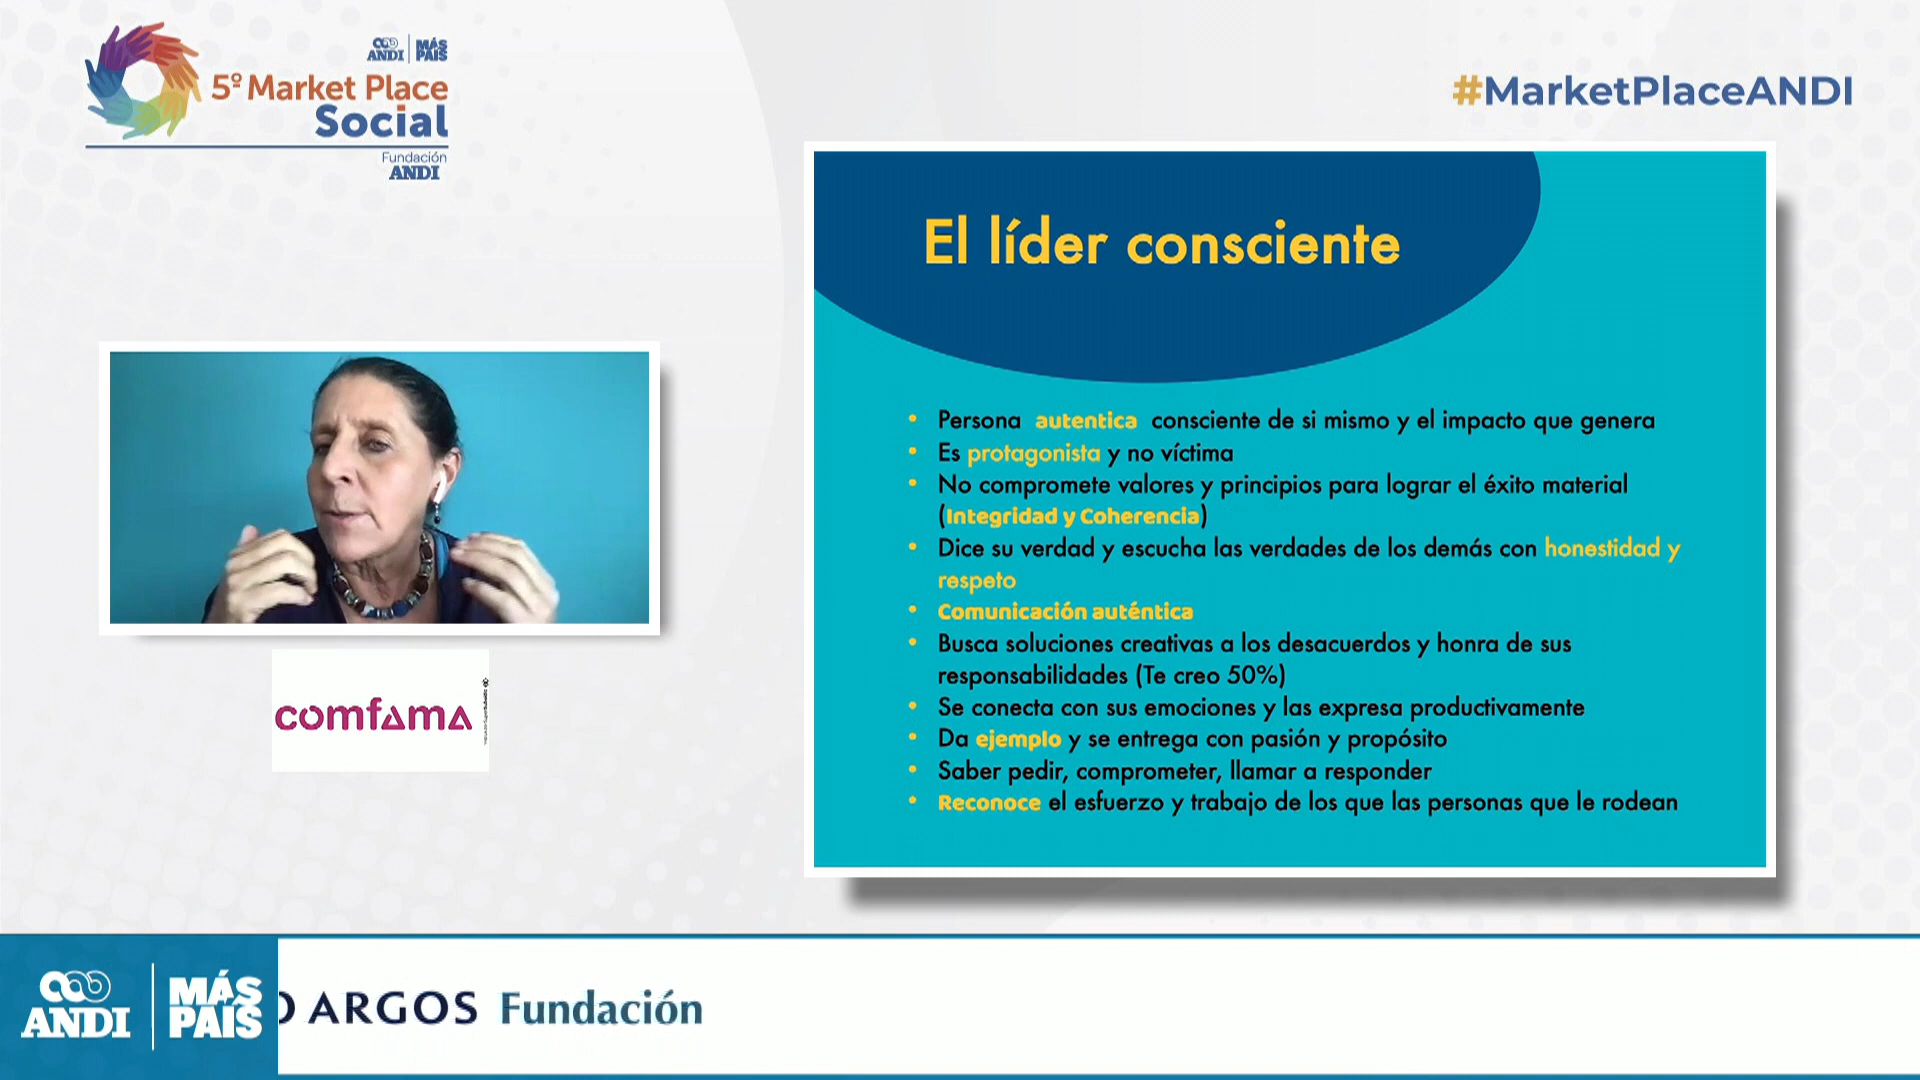 ANDI MÁS PAÍS
5º Market Place
Social
Fundación
ANDI
#MarketPlaceANDI
El líder consciente
• Persona autentica consciente de si mismo y el impacto que genera
• Es protagonista y no víctima
• No compromete valores y principios para lograr el éxito material
(Integridad y Coherencia)
• Dice su verdad y escucha las verdades de los demás con honestidad y
respeto
• Comunicación auténtica
• Busca soluciones creativas a los desacuerdos y honra de sus
responsabilidades (Te creo 50%)
• Se conecta con sus emociones y las expresa productivamente
• Da ejemplo y se entrega con pasión y propósito
• Saber pedir, comprometer, llamar a responder
• Reconoce el esfuerzo y trabajo de los que las personas que le rodean
comfama
ANDI MÁS PAÍS
O ARGOS Fundación